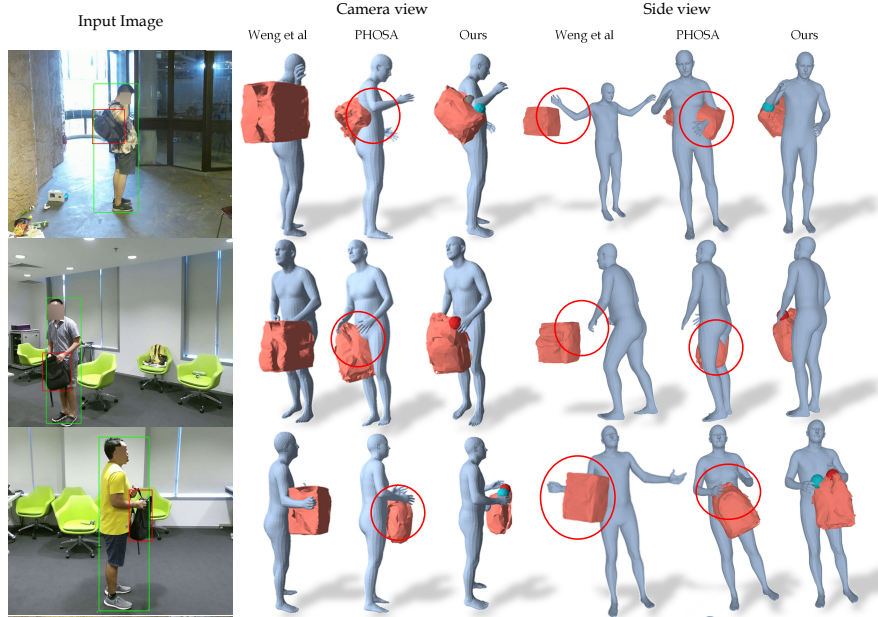 Input Image
Camera view
Side view
Weng et al
PHOSA
Ours
Weng et al
PHOSA
Ours